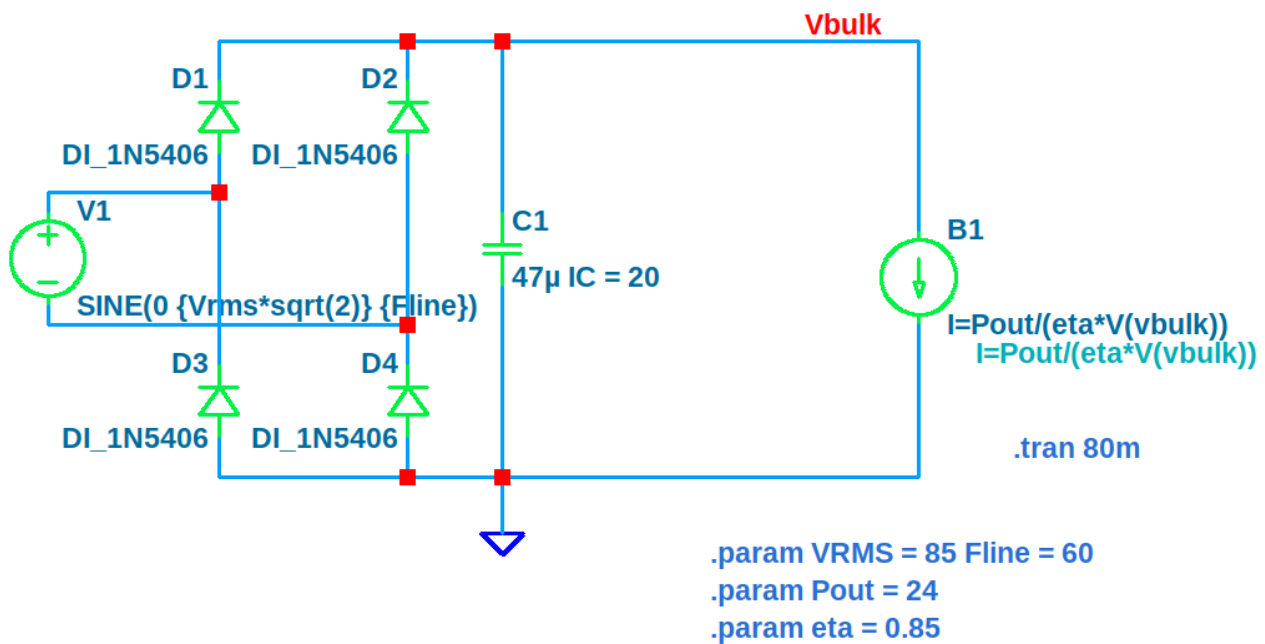 Vbulk
D1
D2
DI_1N5406
DI_1N5406
V1
C1
B1
47µ IC = 20
SINE(0 {Vrms*sqrt(2)} {Fline})
I=Pout/(eta*V(vbulk))
I=Pout/(eta*V(vbulk))
D3
D4
DI_1N5406
DI_1N5406
.tran 80m
.param VRMS = 85 Fline = 60
.param Pout = 24
.param eta = 0.85